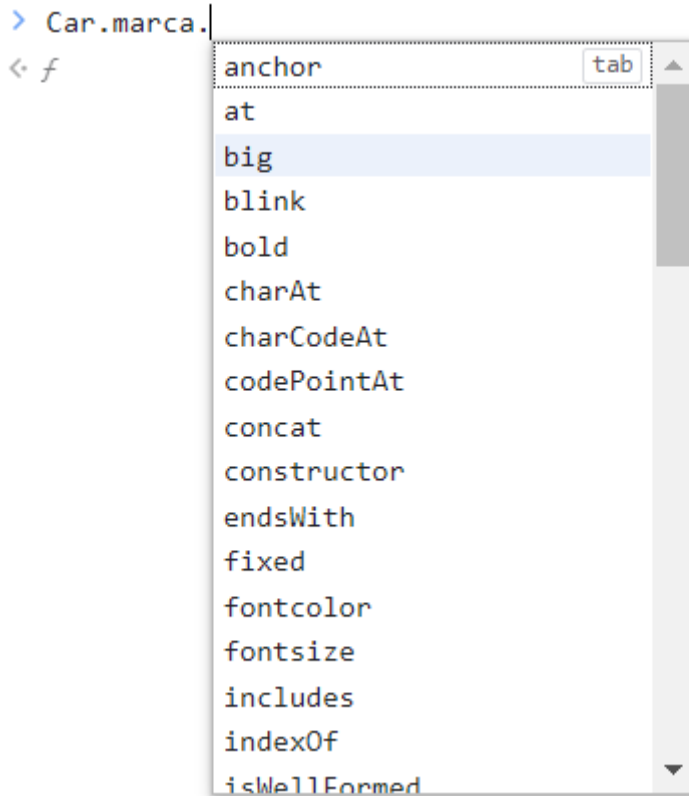 > Car.marca.
<· f
anchor tab
at
big
blink
bold
charAt
charCodeAt
codePointAt
concat
constructor
endsWith
fixed
fontcolor
fontsize
includes
indexOf
isWellFormed